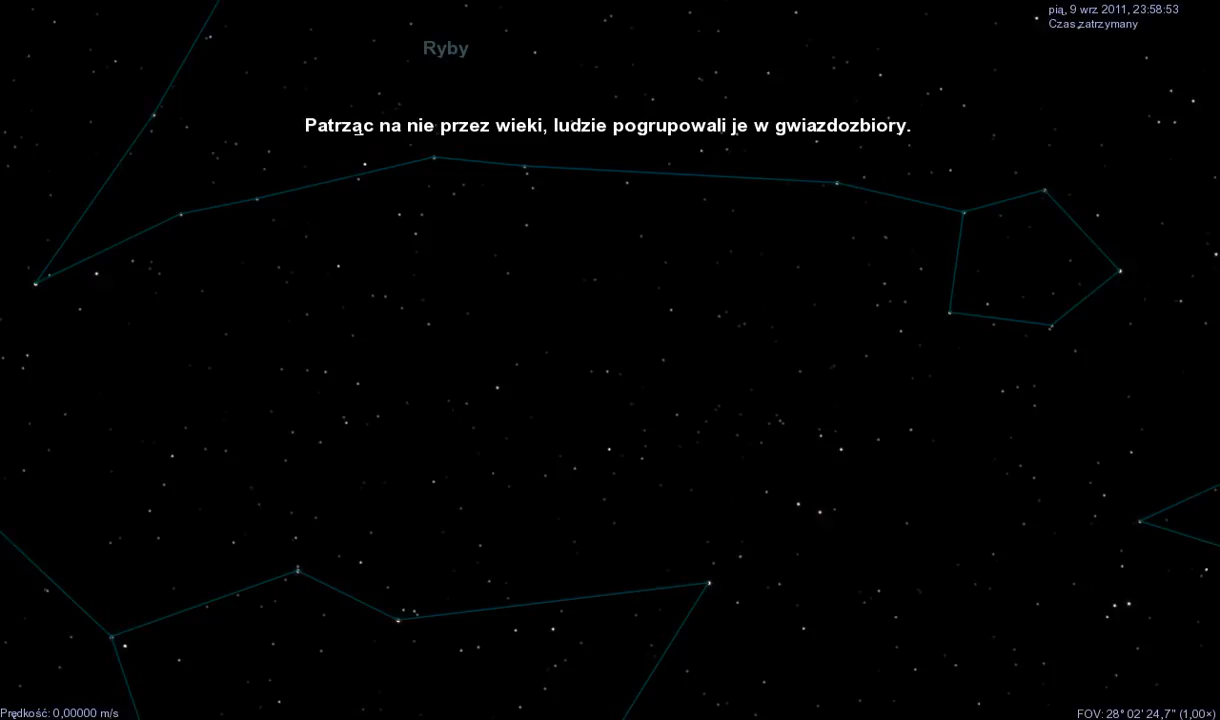 pią, 9 wrz 2011, 23:58:53
Czas zatrzymany
Ryby
Patrząc na nie przez wieki, ludzie pogrupowali je w gwiazdozbiory.
Prędkość: 0,00000 m/s
FOV: 28° 02' 24,7" (1,00×)